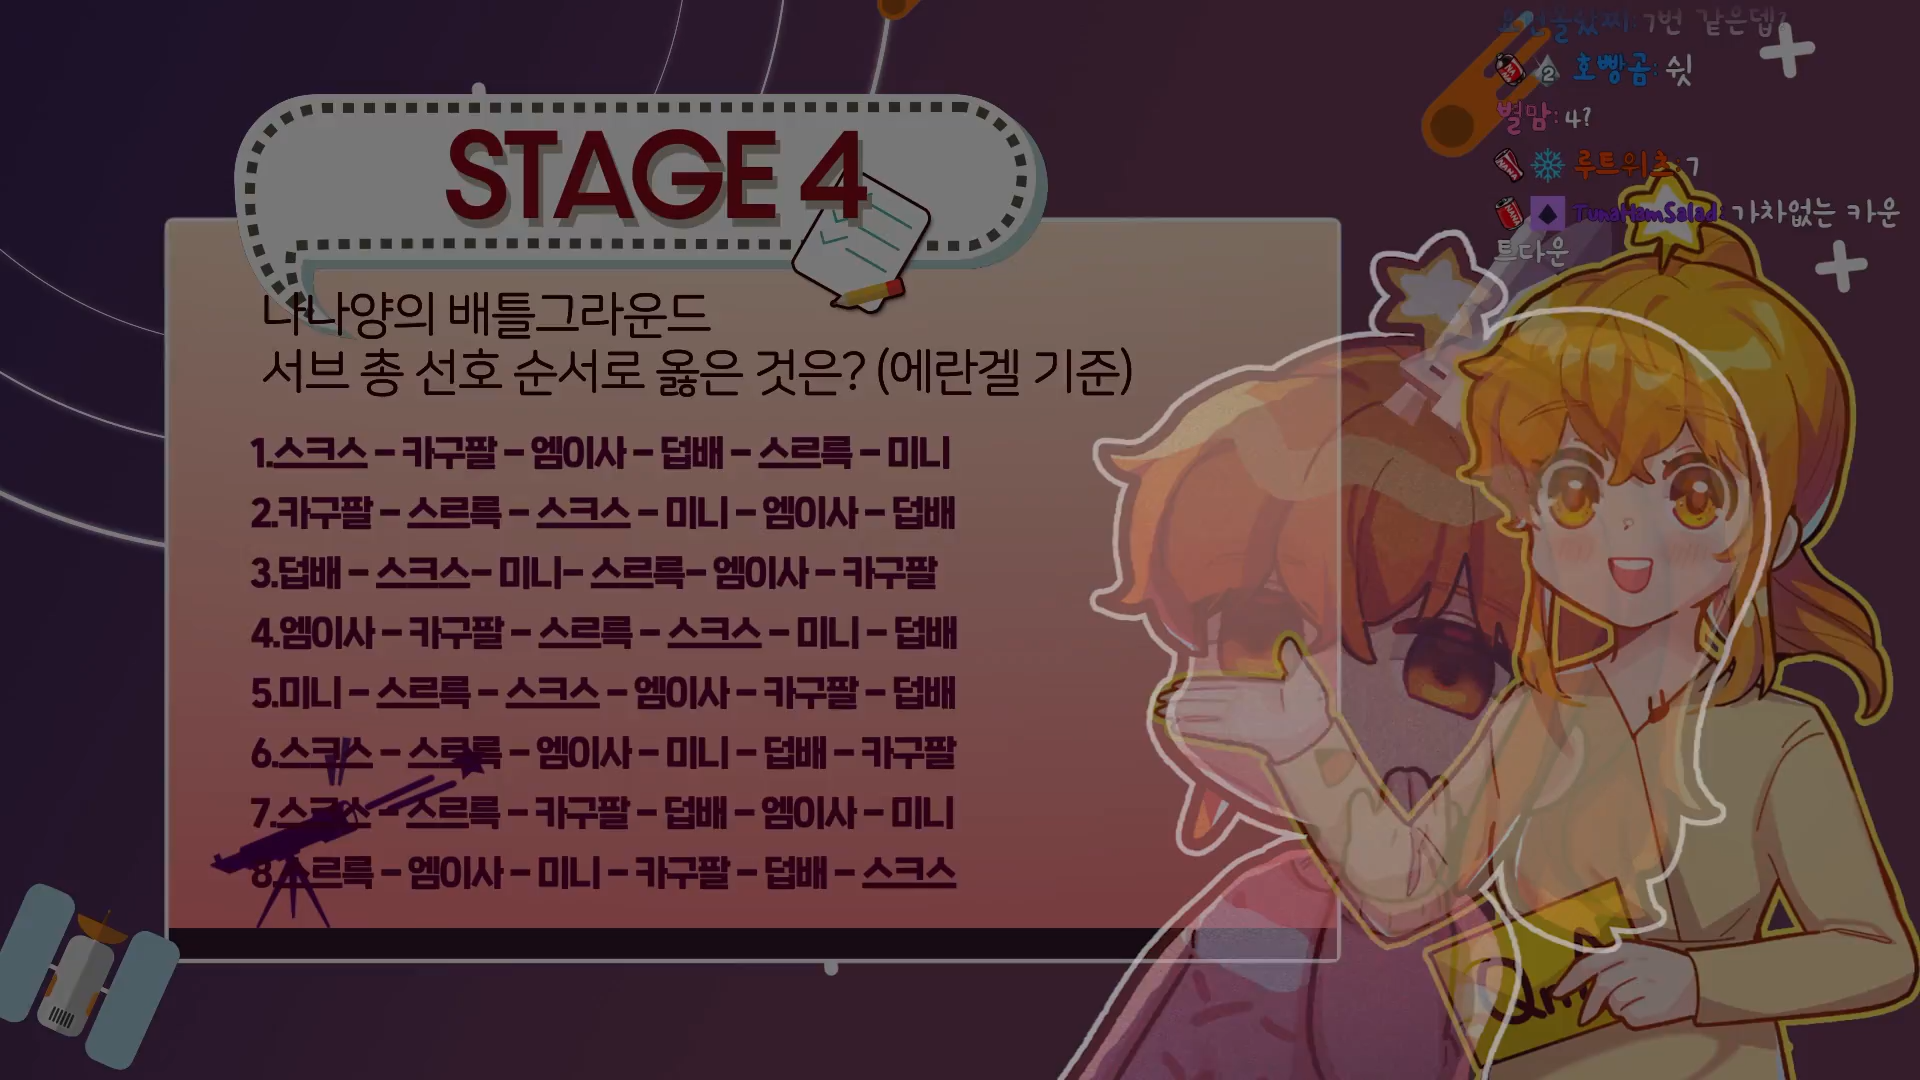 STAGE 4
나나양의 배틀그라운드
서브 총 선호 순서로 옳은 것은? (에란겔 기준)
1.스크스 – 카구팔 – 엠이사 – 덥배 – 스르륵 – 미니
2.카구팔 – 스르륵 – 스크스 – 미니 – 엠이사 – 덥배
3.덥배 – 스크스– 미니– 스르륵– 엠이사 – 카구팔
4.엠이사 – 카구팔 – 스르륵 – 스크스 – 미니 – 덥배
5.미니 – 스르륵 – 스크스 – 엠이사 – 카구팔 – 덥배
6.스크스 – 스르륵 – 엠이사 – 미니 – 덥배 – 카구팔
7.스크스 – 스르륵 – 카구팔 – 덥배 – 엠이사 – 미니
8.스르륵 – 엠이사 – 미니 – 카구팔 – 덥배 – 스크스
7번 같은뎁?
호빵곰: 쉿
별맘: 4?
루트위츠: 7
TunaHamSalad: 가차없는 카운
트다운